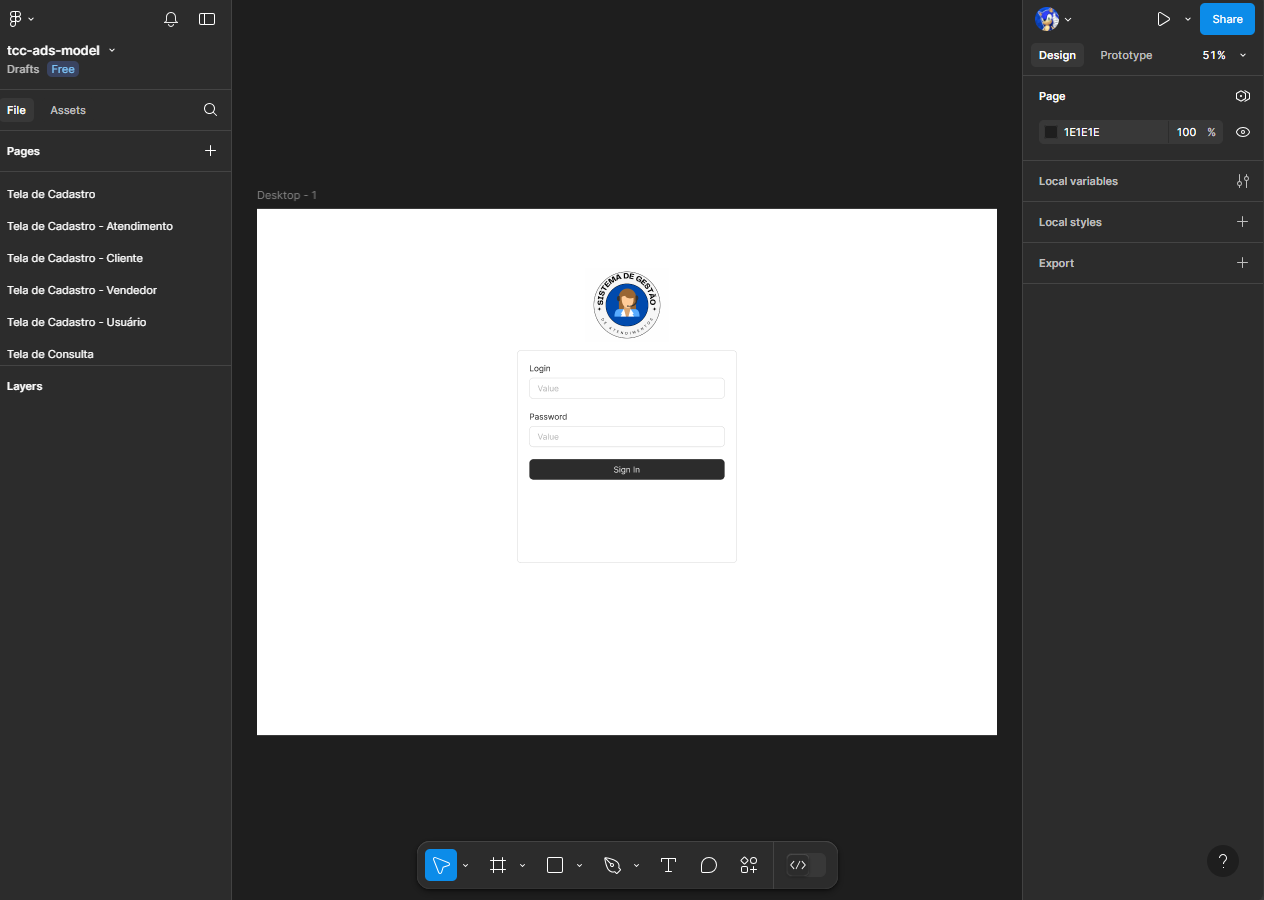 tcc-ads-model
Drafts Free
File Assets
Pages
Tela de Cadastro
Tela de Cadastro - Atendimento
Tela de Cadastro - Cliente
Tela de Cadastro - Vendedor
Tela de Cadastro - Usuário
Tela de Consulta
Layers
Desktop - 1
SISTEMA DE GESTÃO
DE ATENDIMENTOS
Login
Value
Password
Value
Sign In
Share
Design Prototype 51%
Page
1E1E1E 100 %
Local variables
Local styles
Export
?